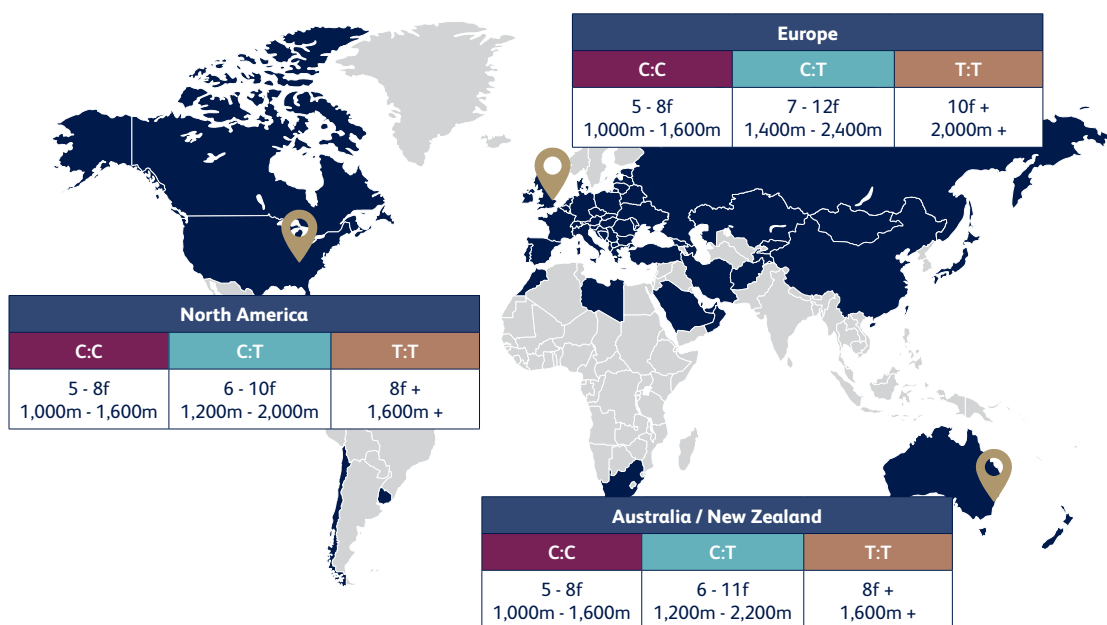 Europe
C:C C:T T:T
5 - 8f 7 - 12f 10f +
1,000m - 1,600m 1,400m - 2,400m 2,000m +
North America
C:C C:T T:T
5 - 8f 6 - 10f 8f +
1,000m - 1,600m 1,200m - 2,000m 1,600m +
Australia / New Zealand
C:C C:T T:T
5 - 8f 6 - 11f 8f +
1,000m - 1,600m 1,200m - 2,200m 1,600m +